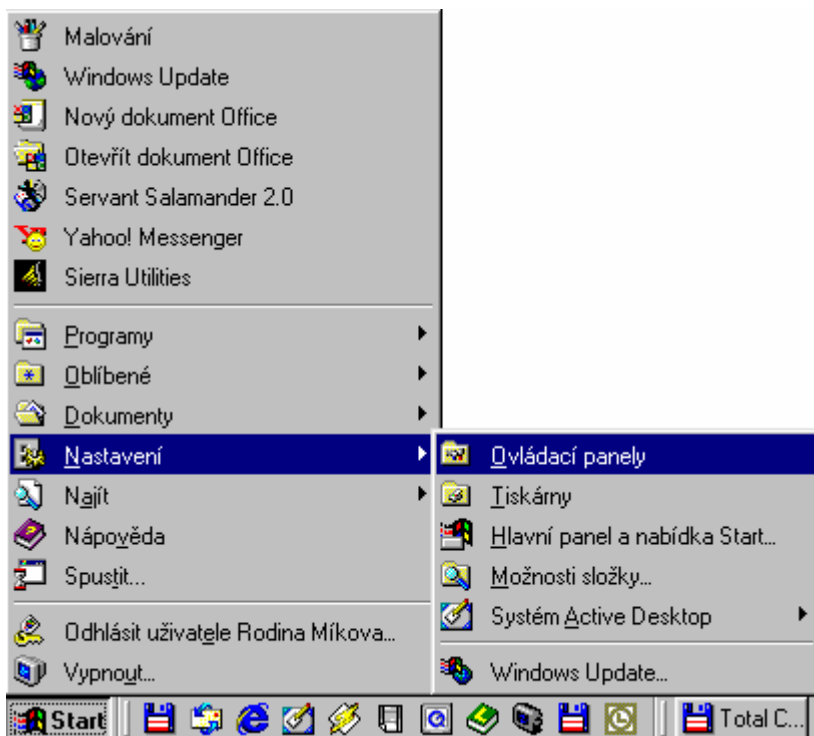 Malování
Windows Update
Nový dokument Office
Otevřít dokument Office
Servant Salamander 2.0
Yahoo! Messenger
Sierra Utilities
Programy
Oblíbené
Dokumenty
Nastavení
Najít
Nápověda
Spustit...
Odhlásit uživatele Rodina Míkova...
Vypnout...
Ovládací panely
Tiskárny
Hlavní panel a nabídka Start...
Možnosti složky...
Systém Active Desktop
Windows Update...
Start
Total C...